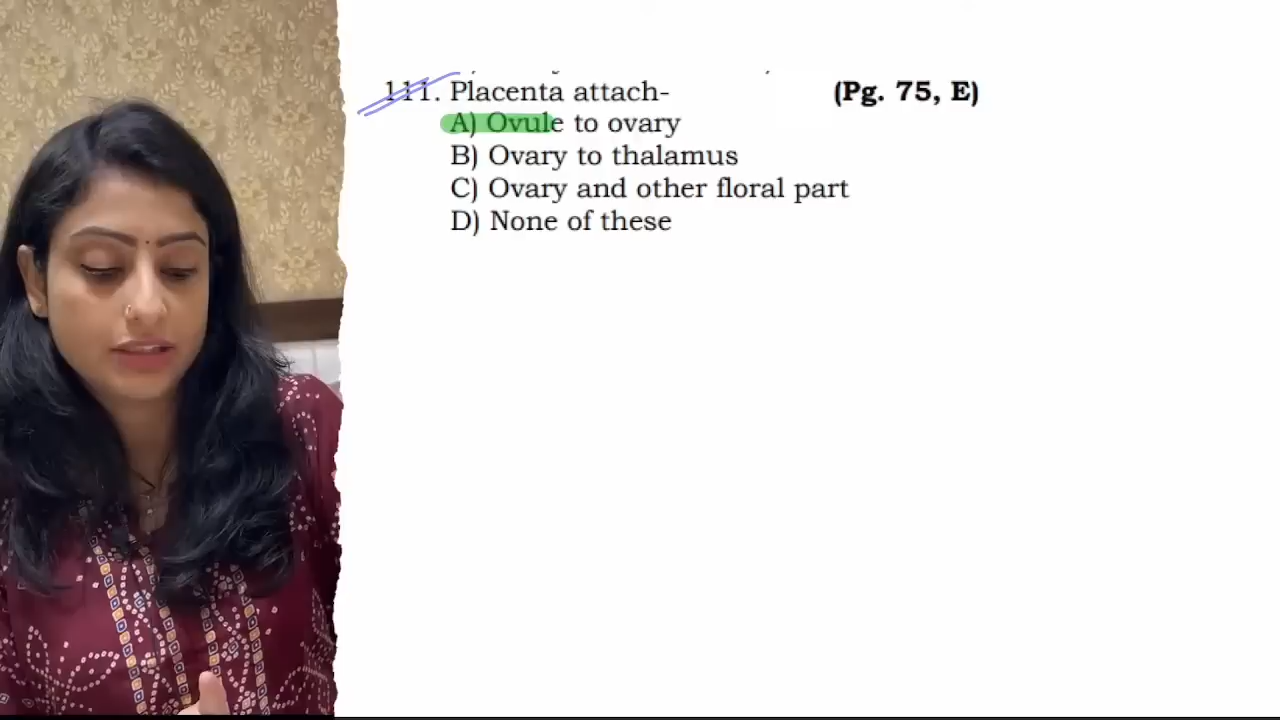 111. Placenta attach- (Pg. 75, E)
A) Ovule to ovary
B) Ovary to thalamus
C) Ovary and other floral part
D) None of these